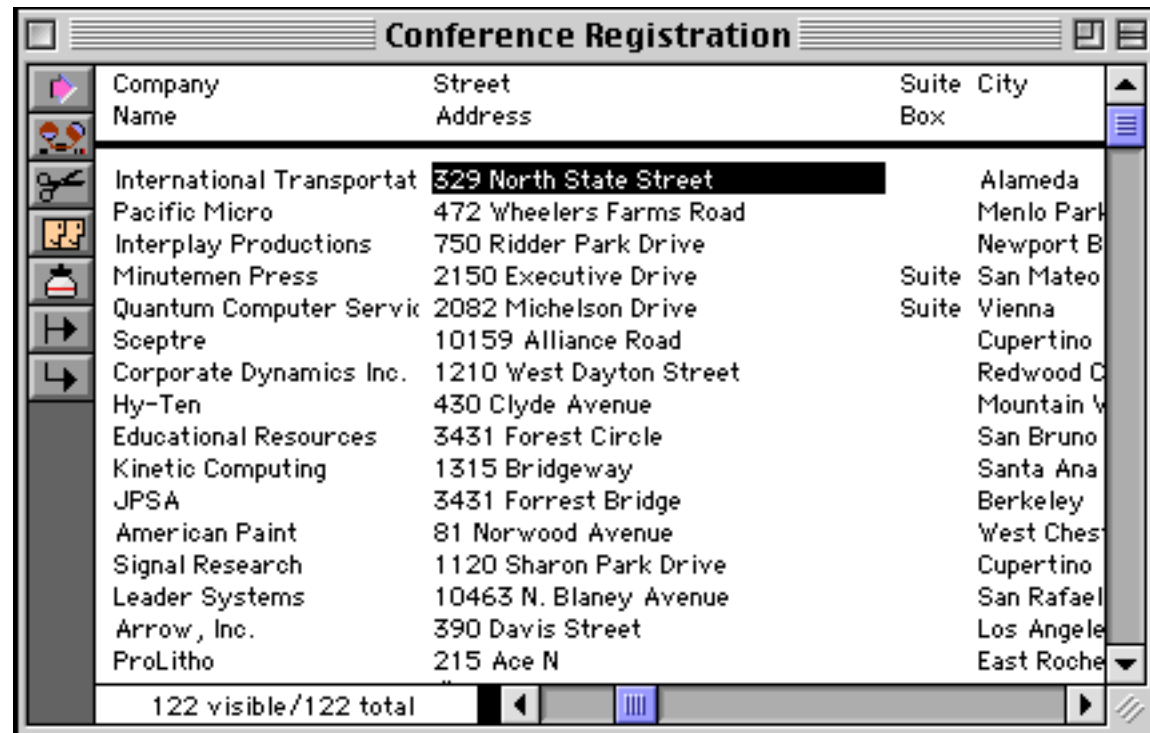 Conference Registration
Company Street Suite City
Name Address Box
International Transportat 329 North State Street Alameda
Pacific Micro 472 Wheelers Farms Road Menlo Park
Interplay Productions 750 Ridder Park Drive Newport B
Minutemen Press 2150 Executive Drive Suite San Mateo
Quantum Computer Servic 2082 Michelson Drive Suite Vienna
Sceptre 10159 Alliance Road Cupertino
Corporate Dynamics Inc. 1210 West Dayton Street Redwood C
Hy-Ten 430 Clyde Avenue Mountain V
Educational Resources 3431 Forest Circle San Bruno
Kinetic Computing 1315 Bridgeway Santa Ana
JPSA 3431 Forrest Bridge Berkeley
American Paint 81 Norwood Avenue West Chest
Signal Research 1120 Sharon Park Drive Cupertino
Leader Systems 10463 N. Blaney Avenue San Rafael
Arrow, Inc. 390 Davis Street Los Angele
ProLitho 215 Ace N East Roche
122 visible/122 total